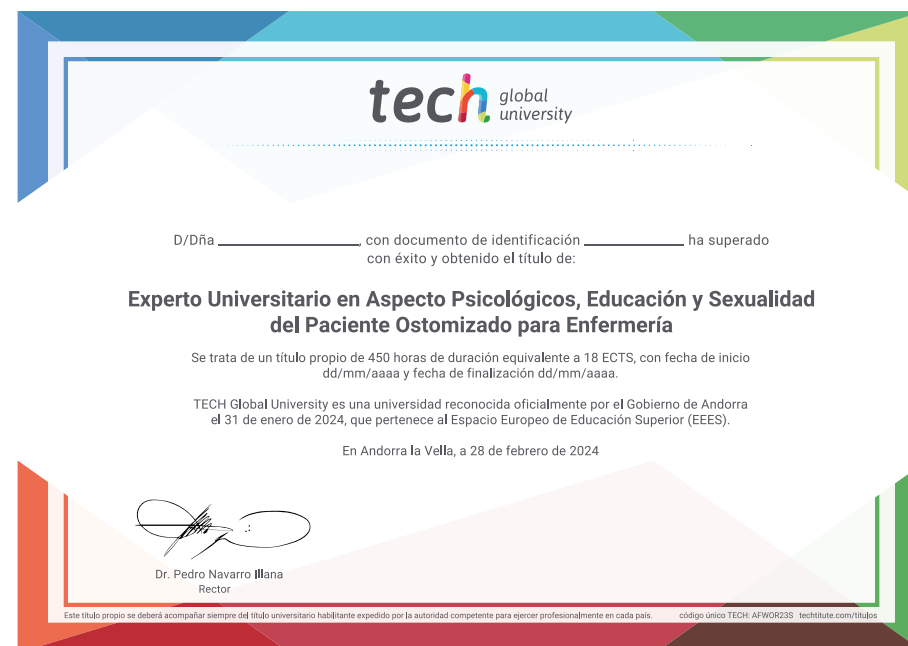 tech global university
D/Dña ____________________, con documento de identificación ______________ ha superado
con éxito y obtenido el título de:
Experto Universitario en Aspecto Psicológicos, Educación y Sexualidad
del Paciente Ostomizado para Enfermería
Se trata de un título propio de 450 horas de duración equivalente a 18 ECTS, con fecha de inicio
dd/mm/aaaa y fecha de finalización dd/mm/aaaa.
TECH Global University es una universidad reconocida oficialmente por el Gobierno de Andorra
el 31 de enero de 2024, que pertenece al Espacio Europeo de Educación Superior (EEES).
En Andorra la Vella, a 28 de febrero de 2024
Dr. Pedro Navarro Illana
Rector
Este título propio se deberá acompañar siempre del título universitario habilitante expedido por la autoridad competente para ejercer profesionalmente en cada país. código único TECH: AFWOR23S techtitute.com/titulos